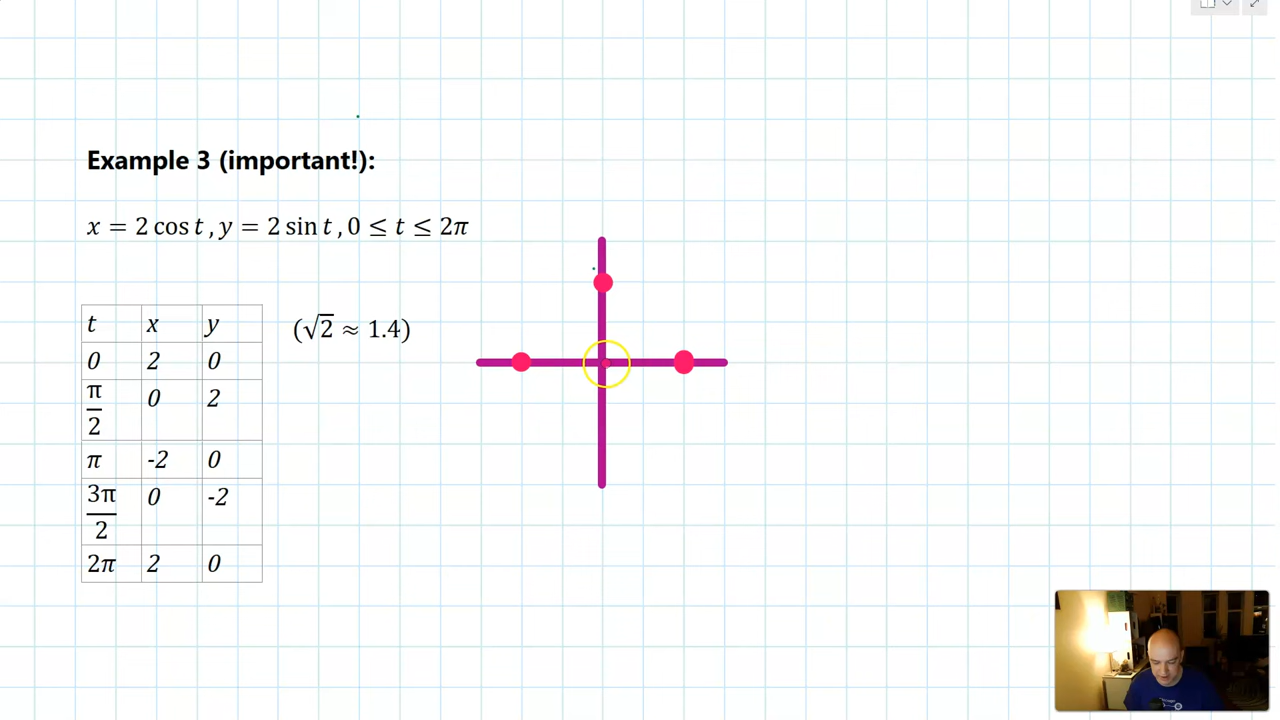 Example 3 (important!):
x = 2 cos t , y = 2 sin t , 0 ≤ t ≤ 2π
t x y (√2 ≈ 1.4)
0 2 0
π/2 0 2
π -2 0
3π/2 0 -2
2π 2 0